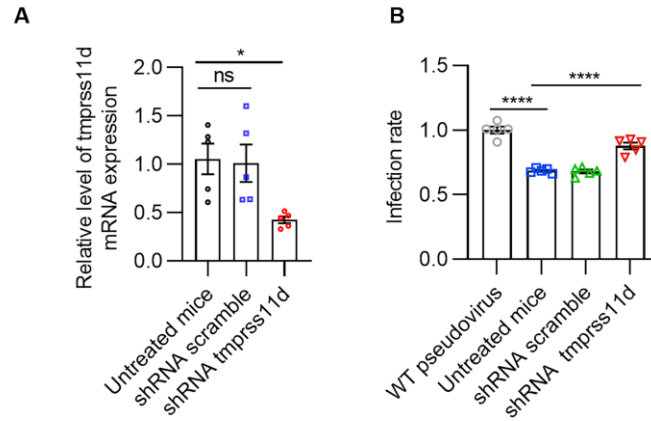 A
Relative level of tmprss11d
mRNA expression
2.0
1.5
1.0
0.5
0.0
*
ns
Untreated mice
shRNA scramble
shRNA tmprss11d
B
Infection rate
1.5
1.0
0.5
0.0
****
****
WT pseudovirus
Untreated mice
shRNA scramble
shRNA tmprss11d